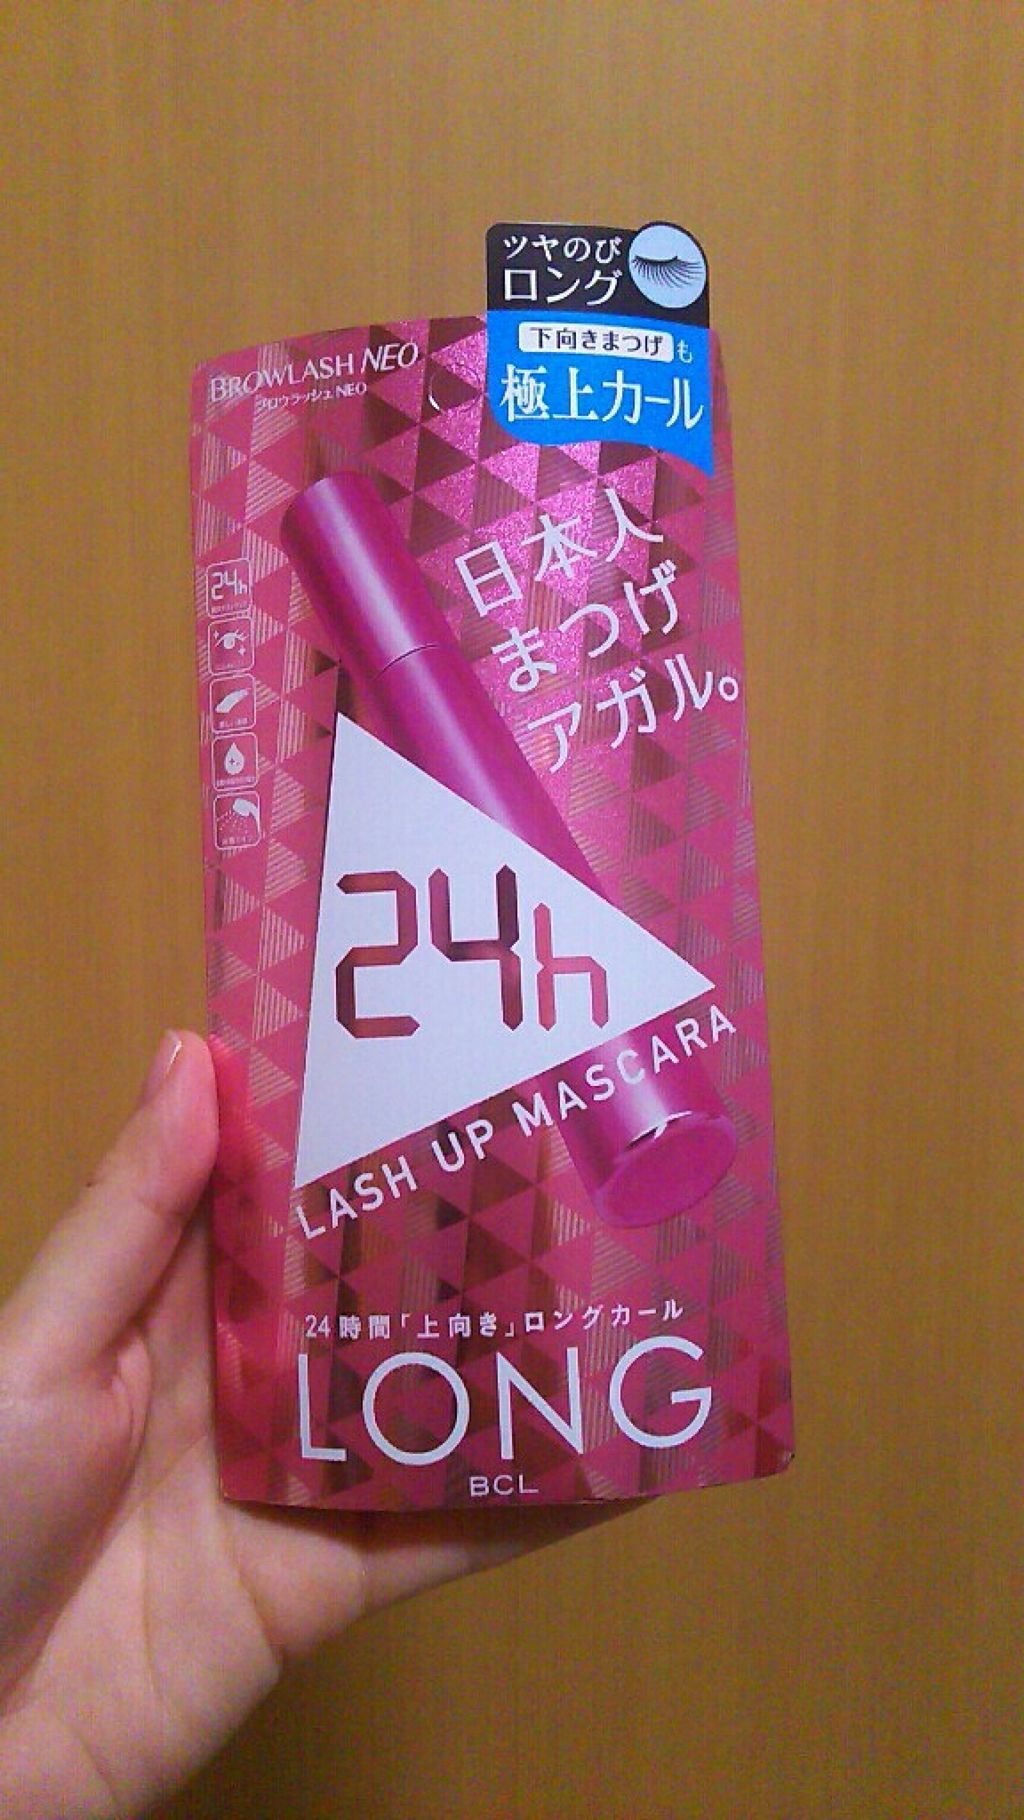 ツヤのび
ロング
下向きまつげも
極上カール
BROWLASH NEO
ブロウラッシュNEO
日本人
まつげ
アガル。
24h
24h
LASH UP MASCARA
24時間「上向き」ロングカール
LONG
BCL